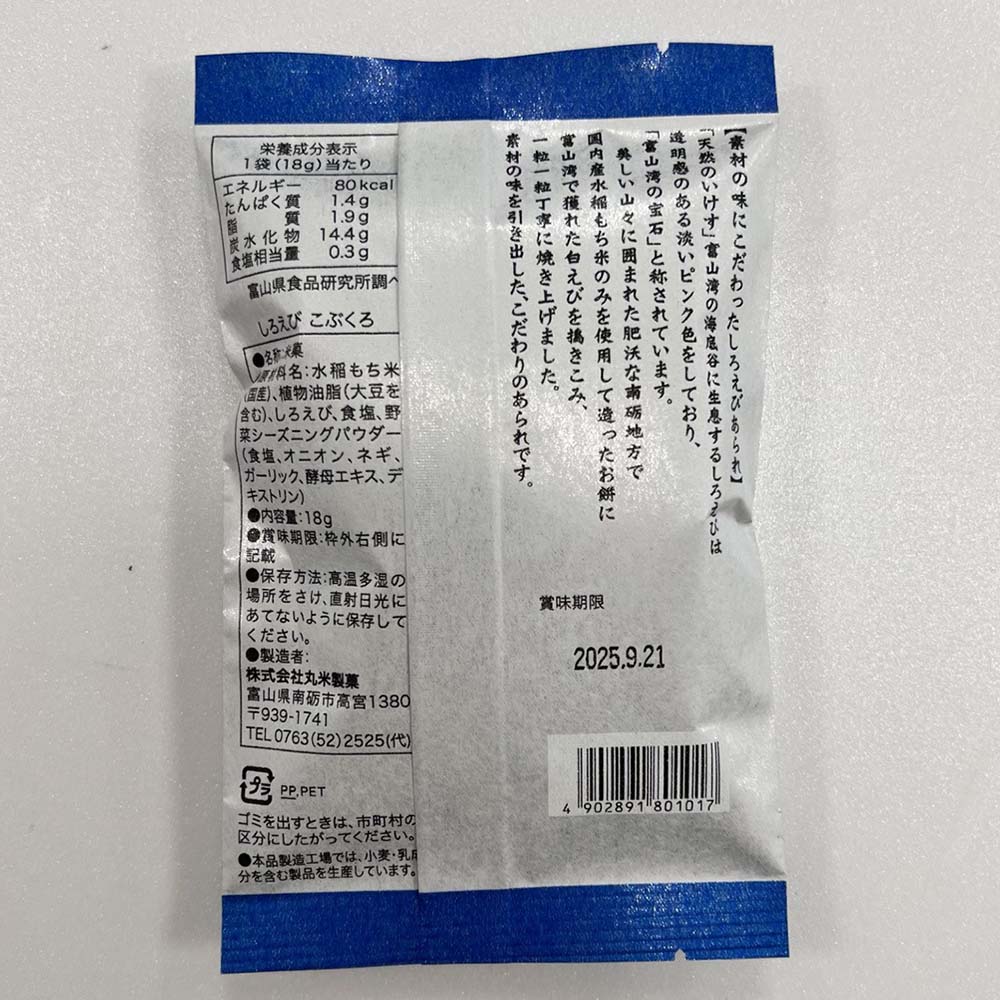 栄養成分表示
1袋(18g)当たり
エネルギー 80kcal
たんぱく質 1.4g
脂質 1.9g
炭水化物 14.4g
食塩相当量 0.3g
富山県食品研究所調べ
しろえび こぶくろ
●名称:米菓
原材料名:水稲もち米
(国産)、植物油脂(大豆を
含む)、しろえび、食塩、野
菜シーズニングパウダー
(食塩、オニオン、ネギ、
ガーリック、酵母エキス、デ
キストリン)
●内容量:18g
●賞味期限:枠外右側に
記載
●保存方法:高温多湿の
場所をさけ、直射日光に
あてないように保存して
ください。
●製造者:
株式会社丸米製菓
富山県南砺市高宮1380
〒939-1741
TEL 0763(52)2525(代)
プラ PP,PET
ゴミを出すときは、市町村の
区分にしたがってください。
●本品製造工場では、小麦・乳成
分を含む製品を生産しています。
【素材の味にこだわったしろえびあられ】
「天然のいけす」富山湾の海底谷に生息するしろえびは
透明感のある淡いピンク色をしており、
「富山湾の宝石」と称されています。
美しい山々に囲まれた肥沃な南砺地方で
国内産水稲もち米のみを使用して造ったお餅に
富山湾で獲れた白えびを搗きこみ、
一粒一粒丁寧に焼き上げました。
素材の味を引き出した、こだわりのあられです。
賞味期限
2025.9.21
4 902891 801017